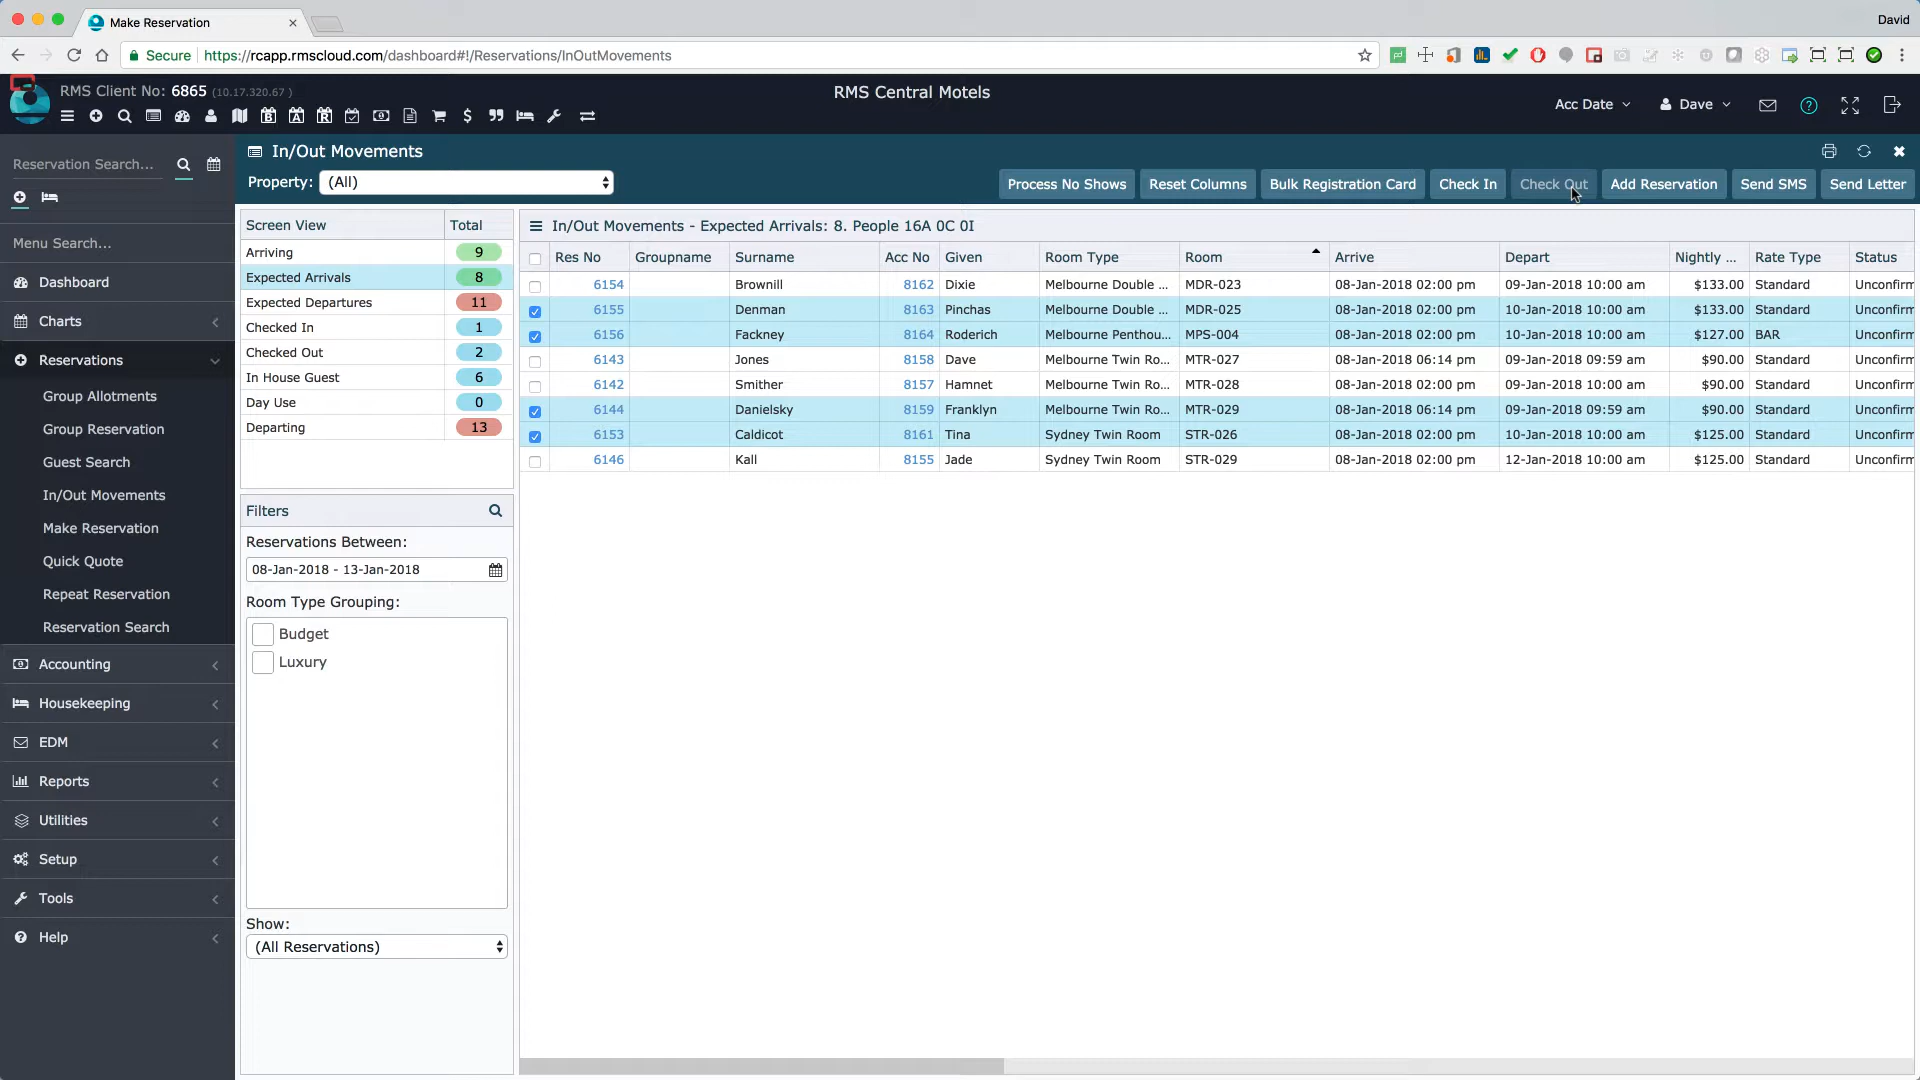 Make Reservation
David
Secure https://rcapp.rmscloud.com/dashboard#!/Reservations/InOutMovements
RMS Client No: 6865 (10.17.320.67 )
RMS Central Motels
Acc Date
Dave
Reservation Search...
Menu Search...
Dashboard
Charts
Reservations
Group Allotments
Group Reservation
Guest Search
In/Out Movements
Make Reservation
Quick Quote
Repeat Reservation
Reservation Search
Accounting
Housekeeping
EDM
Reports
Utilities
Setup
Tools
Help
In/Out Movements
Property: (All)
Process No Shows Reset Columns Bulk Registration Card Check In Check Out Add Reservation Send SMS Send Letter
Screen View Total
Arriving 9
Expected Arrivals 8
Expected Departures 11
Checked In 1
Checked Out 2
In House Guest 6
Day Use 0
Departing 13
Filters
Reservations Between:
08-Jan-2018 - 13-Jan-2018
Room Type Grouping:
Budget
Luxury
Show:
(All Reservations)
In/Out Movements - Expected Arrivals: 8. People 16A 0C 0I
Res No Groupname Surname Acc No Given Room Type Room Arrive Depart Nightly ... Rate Type Status
6154 Brownill 8162 Dixie Melbourne Double ... MDR-023 08-Jan-2018 02:00 pm 09-Jan-2018 10:00 am $133.00 Standard Unconfirm
6155 Denman 8163 Pinchas Melbourne Double ... MDR-025 08-Jan-2018 02:00 pm 10-Jan-2018 10:00 am $133.00 Standard Unconfirm
6156 Fackney 8164 Roderich Melbourne Penthou... MPS-004 08-Jan-2018 02:00 pm 10-Jan-2018 10:00 am $127.00 BAR Unconfirm
6143 Jones 8158 Dave Melbourne Twin Ro... MTR-027 08-Jan-2018 06:14 pm 09-Jan-2018 09:59 am $90.00 Standard Unconfirm
6142 Smither 8157 Hamnet Melbourne Twin Ro... MTR-028 08-Jan-2018 02:00 pm 09-Jan-2018 10:00 am $90.00 Standard Unconfirm
6144 Danielsky 8159 Franklyn Melbourne Twin Ro... MTR-029 08-Jan-2018 06:14 pm 09-Jan-2018 09:59 am $90.00 Standard Unconfirm
6153 Caldicot 8161 Tina Sydney Twin Room STR-026 08-Jan-2018 02:00 pm 10-Jan-2018 10:00 am $125.00 Standard Unconfirm
6146 Kall 8155 Jade Sydney Twin Room STR-029 08-Jan-2018 02:00 pm 12-Jan-2018 10:00 am $125.00 Standard Unconfirm